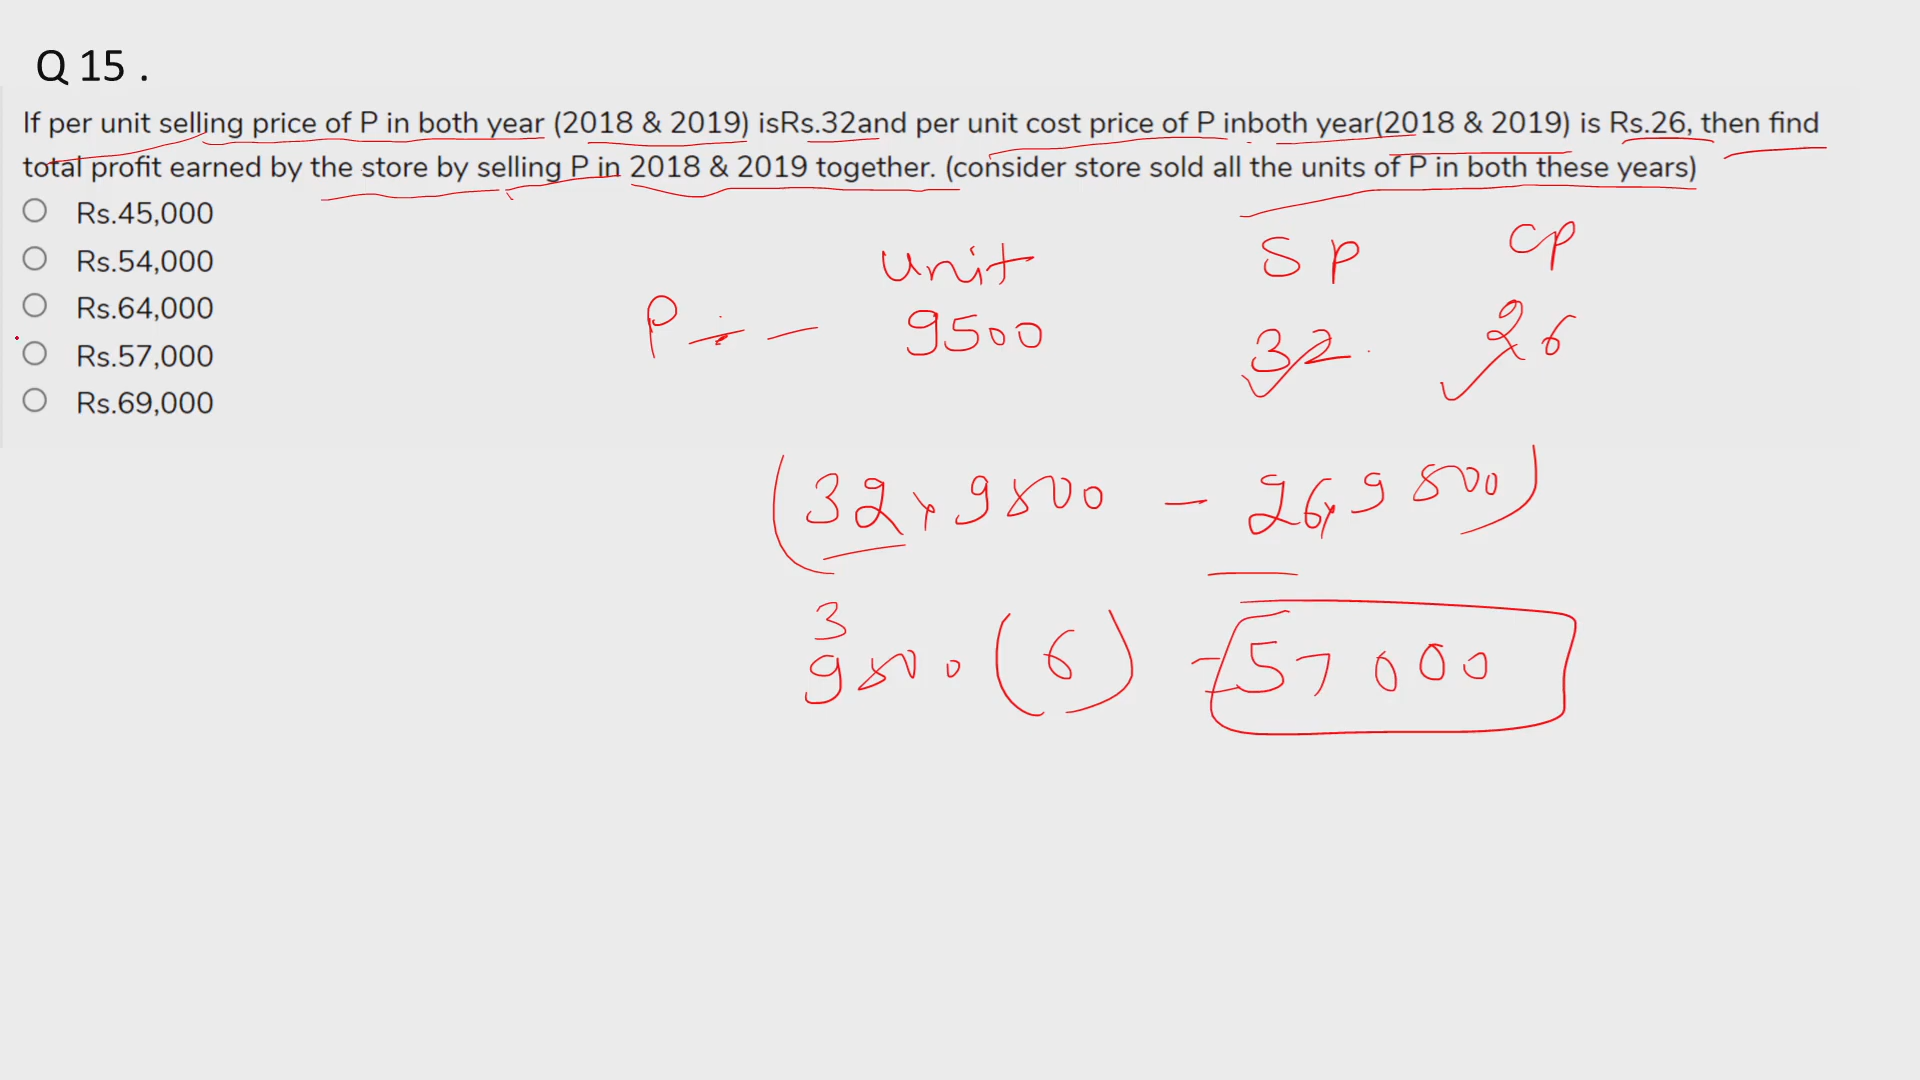 Q 15 .
If per unit selling price of P in both year (2018 & 2019) isRs.32and per unit cost price of P inboth year(2018 & 2019) is Rs.26, then find
total profit earned by the store by selling P in 2018 & 2019 together. (consider store sold all the units of P in both these years)
Rs.45,000
Rs.54,000
Rs.64,000
Rs.57,000
Rs.69,000
unit SP CP
P - - 9500 32 26
(32 x 9500 - 26 x 9500)
3
9500 (6) = 57000